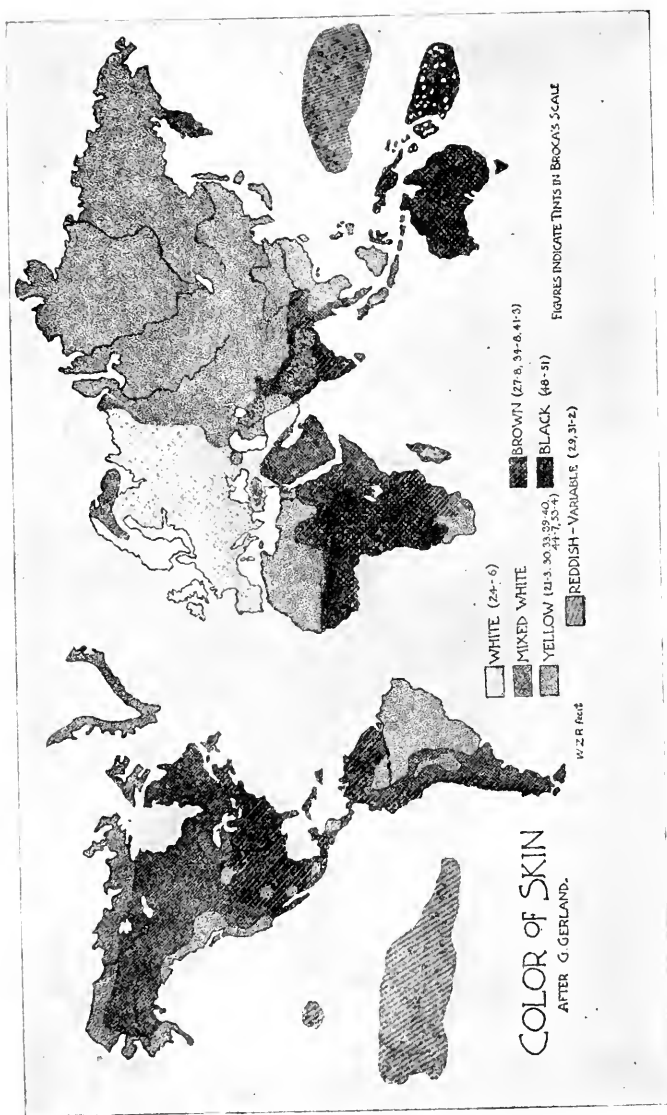 COLOR OF SKIN
AFTER G. GERLAND.
W.Z.R. fecit
WHITE (24-6)
MIXED WHITE
YELLOW (21-3, 30, 33, 39-40,
44-7, 53-4)
REDDISH-VARIABLE (29, 31-2)
BROWN (27-8, 34-8, 41-3)
BLACK (48-51)
FIGURES INDICATE TINTS IN BROCA'S SCALE